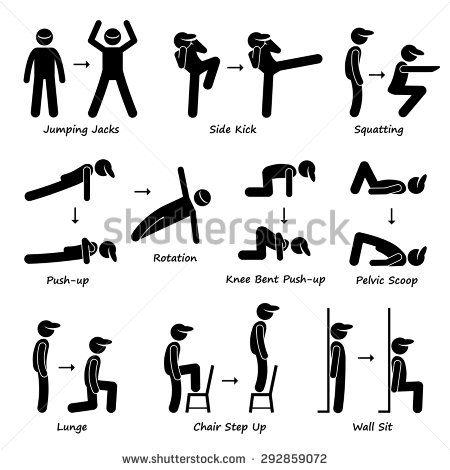 Jumping Jacks
Side Kick
Squatting
shutterstock
Push-up
Rotation
Knee Bent Push-up
Pelvic Scoop
Lunge
Chair Step Up
Wall Sit
www.shutterstock.com · 292859072